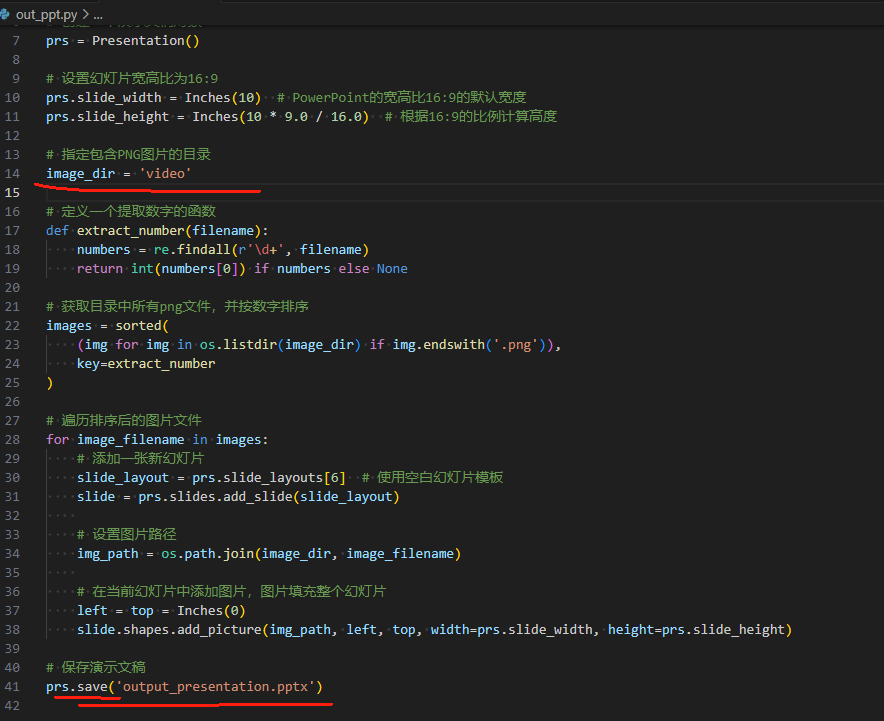 out_ppt.py > ...
7 prs = Presentation()
8
9 # 设置幻灯片宽高比为16:9
10 prs.slide_width = Inches(10)  # PowerPoint的宽高比16:9的默认宽度
11 prs.slide_height = Inches(10 * 9.0 / 16.0)  # 根据16:9的比例计算高度
12
13 # 指定包含PNG图片的目录
14 image_dir = 'video'
15
16 # 定义一个提取数字的函数
17 def extract_number(filename):
18     numbers = re.findall(r'\d+', filename)
19     return int(numbers[0]) if numbers else None
20
21 # 获取目录中所有png文件，并按数字排序
22 images = sorted(
23     (img for img in os.listdir(image_dir) if img.endswith('.png')),
24     key=extract_number
25 )
26
27 # 遍历排序后的图片文件
28 for image_filename in images:
29     # 添加一张新幻灯片
30     slide_layout = prs.slide_layouts[6]  # 使用空白幻灯片模板
31     slide = prs.slides.add_slide(slide_layout)
32
33     # 设置图片路径
34     img_path = os.path.join(image_dir, image_filename)
35
36     # 在当前幻灯片中添加图片，图片填充整个幻灯片
37     left = top = Inches(0)
38     slide.shapes.add_picture(img_path, left, top, width=prs.slide_width, height=prs.slide_height)
39
40 # 保存演示文稿
41 prs.save('output_presentation.pptx')
42